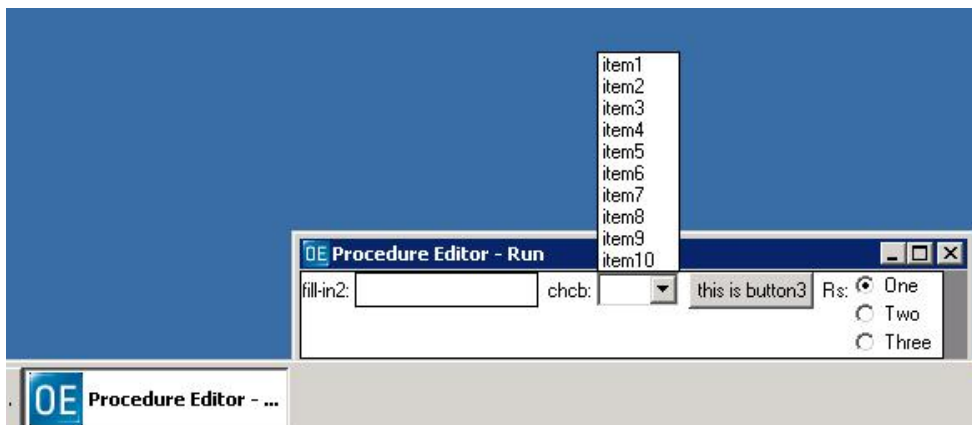 item1
item2
item3
item4
item5
item6
item7
item8
item9
item10
OE Procedure Editor - Run
fill-in2: chcb: this is button3 Rs: One
Two
Three
OE Procedure Editor - ...